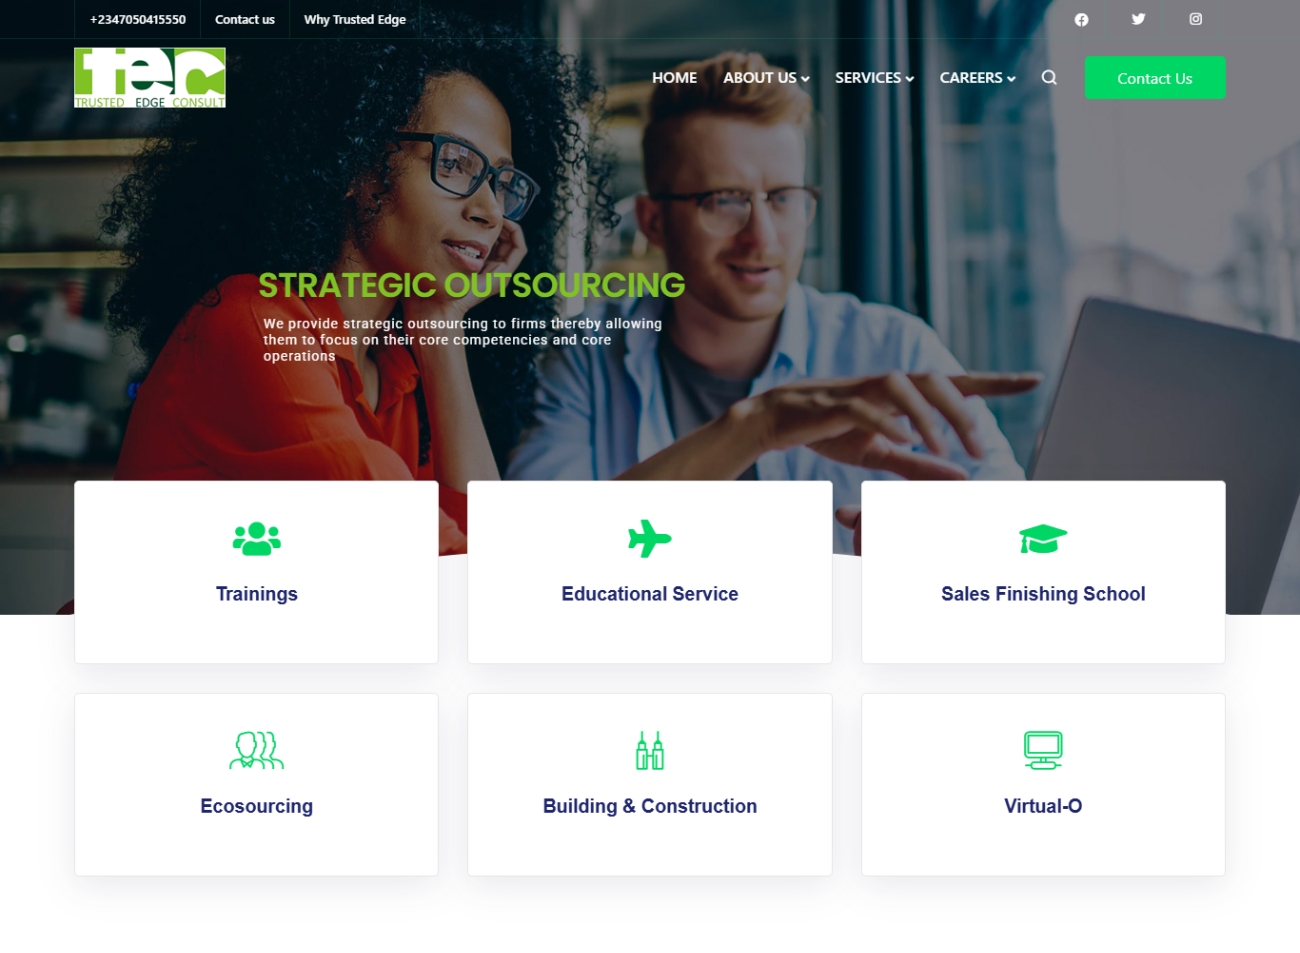 +2347050415550
Contact us
Why Trusted Edge
tec
TRUSTED EDGE CONSULT
HOME
ABOUT US
SERVICES
CAREERS
Contact Us
STRATEGIC OUTSOURCING
We provide strategic outsourcing to firms thereby allowing
them to focus on their core competencies and core
operations
Trainings
Educational Service
Sales Finishing School
Ecosourcing
Building & Construction
Virtual-O